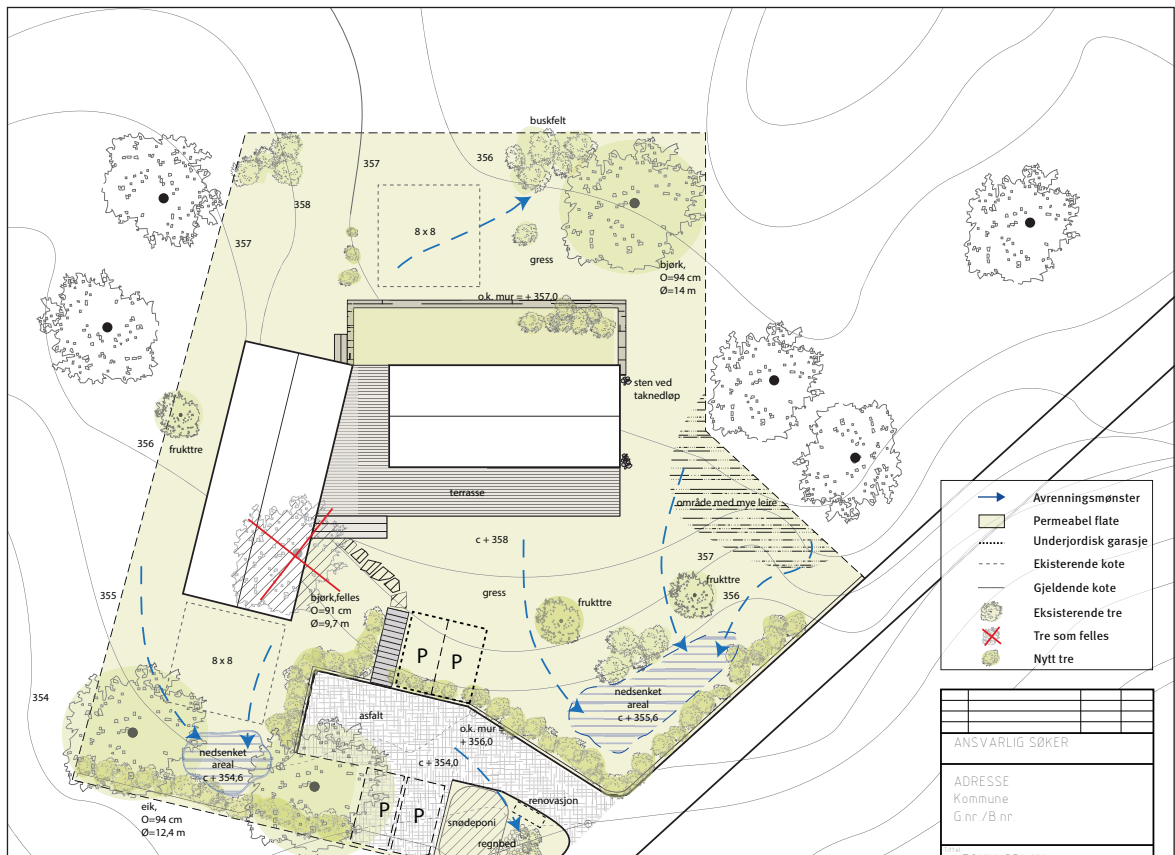 buskfelt
357
356
358
357
8 x 8
gress
bjørk,
O=94 cm
Ø=14 m
o.k. mur = + 357,0
sten ved
taknedløp
356
frukttre
terrasse
område med mye leire
c + 358
357
gress
frukttre
356
frukttre
bjørk,felles
O=91 cm
Ø=9,7 m
355
8 x 8
P
P
354
nedsenket
areal
c + 355,6
asfalt
o.k. mur =
+ 356,0
c + 354,0
nedsenket
areal
c + 354,6
eik,
O=94 cm
Ø=12,4 m
P
P
snødeponi
renovasjon
regnbed
Avrenningsmønster
Permeabel flate
Underjordisk garasje
Ekisterende kote
Gjeldende kote
Eksisterende tre
Tre som felles
Nytt tre
ANSVARLIG SØKER
ADRESSE
Kommune
G.nr /B.nr